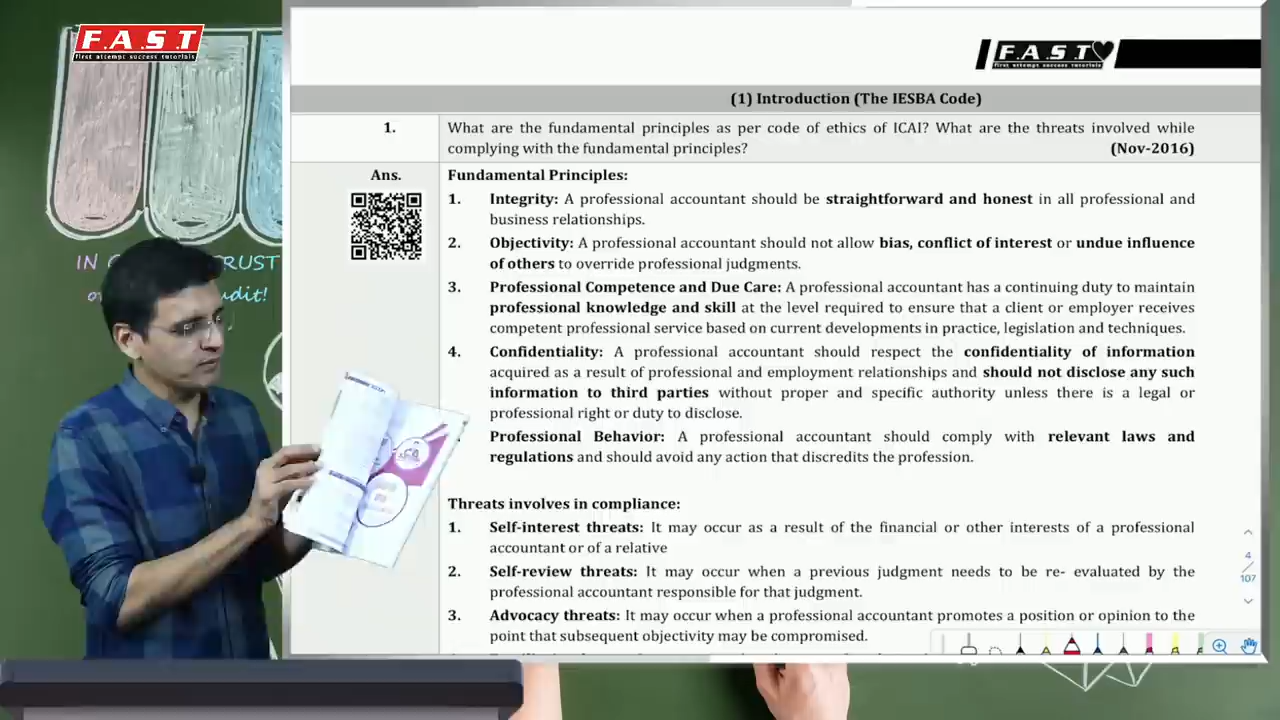 F.A.S.T
first attempt success tutorials
F.A.S.T
first attempt success tutorials
(1) Introduction (The IESBA Code)
1.
What are the fundamental principles as per code of ethics of ICAI? What are the threats involved while
complying with the fundamental principles?
(Nov-2016)
Ans.
Fundamental Principles:
1. Integrity: A professional accountant should be straightforward and honest in all professional and
business relationships.
2. Objectivity: A professional accountant should not allow bias, conflict of interest or undue influence
of others to override professional judgments.
3. Professional Competence and Due Care: A professional accountant has a continuing duty to maintain
professional knowledge and skill at the level required to ensure that a client or employer receives
competent professional service based on current developments in practice, legislation and techniques.
4. Confidentiality: A professional accountant should respect the confidentiality of information
acquired as a result of professional and employment relationships and should not disclose any such
information to third parties without proper and specific authority unless there is a legal or
professional right or duty to disclose.
Professional Behavior: A professional accountant should comply with relevant laws and
regulations and should avoid any action that discredits the profession.
Threats involves in compliance:
1. Self-interest threats: It may occur as a result of the financial or other interests of a professional
accountant or of a relative
2. Self-review threats: It may occur when a previous judgment needs to be re- evaluated by the
professional accountant responsible for that judgment.
3. Advocacy threats: It may occur when a professional accountant promotes a position or opinion to the
point that subsequent objectivity may be compromised.
4
/
107
IN
RUST
udit!